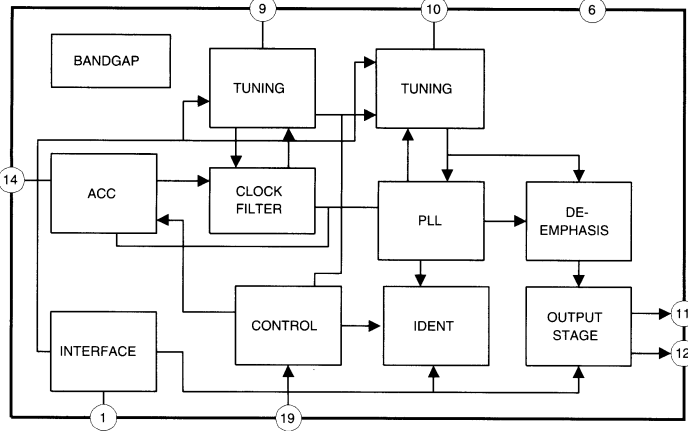 9
10
6
BANDGAP
TUNING
TUNING
14
ACC
CLOCK
FILTER
PLL
DE-
EMPHASIS
INTERFACE
CONTROL
IDENT
OUTPUT
STAGE
11
12
1
19